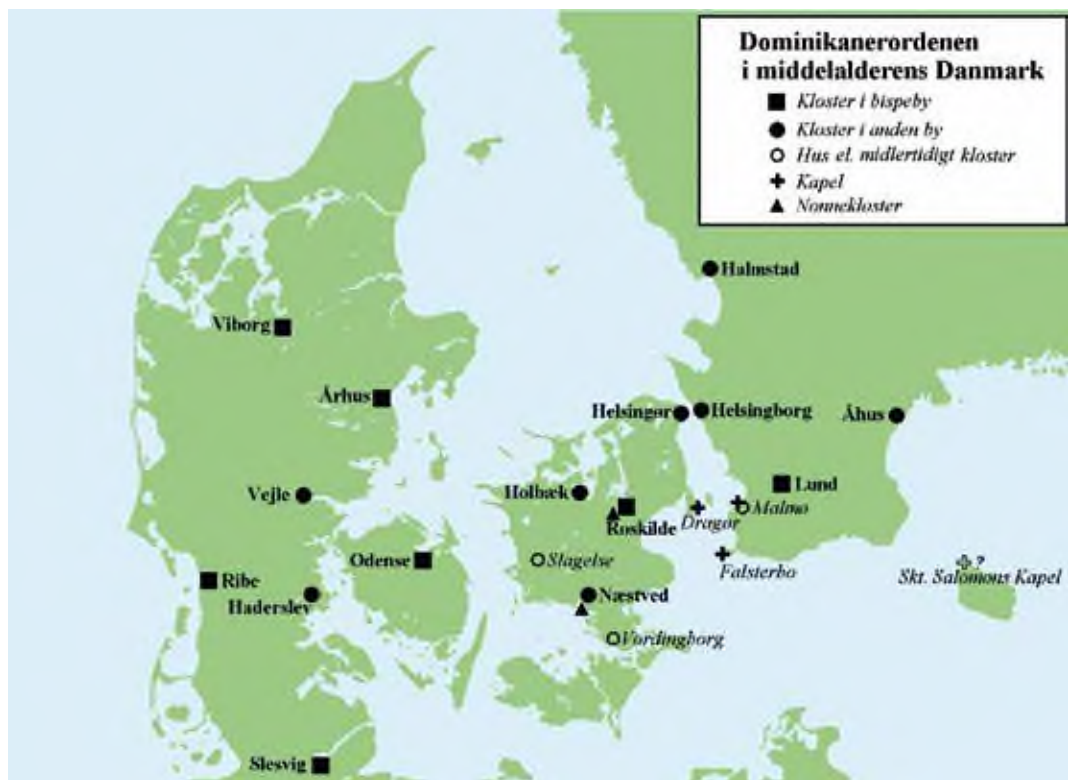 Dominikanerordenen
i middelalderens Danmark
Kloster i bispeby
Kloster i anden by
Hus el. midlertidigt kloster
Kapel
Nonnekloster
Halmstad
Viborg
Århus
Helsingør
Helsingborg
Åhus
Vejle
Holbæk
Lund
Roskilde
Dragør
Malmø
Odense
Slagelse
Falsterbo
?
Skt. Salomons Kapel
Ribe
Haderslev
Næstved
Vordingborg
Slesvig